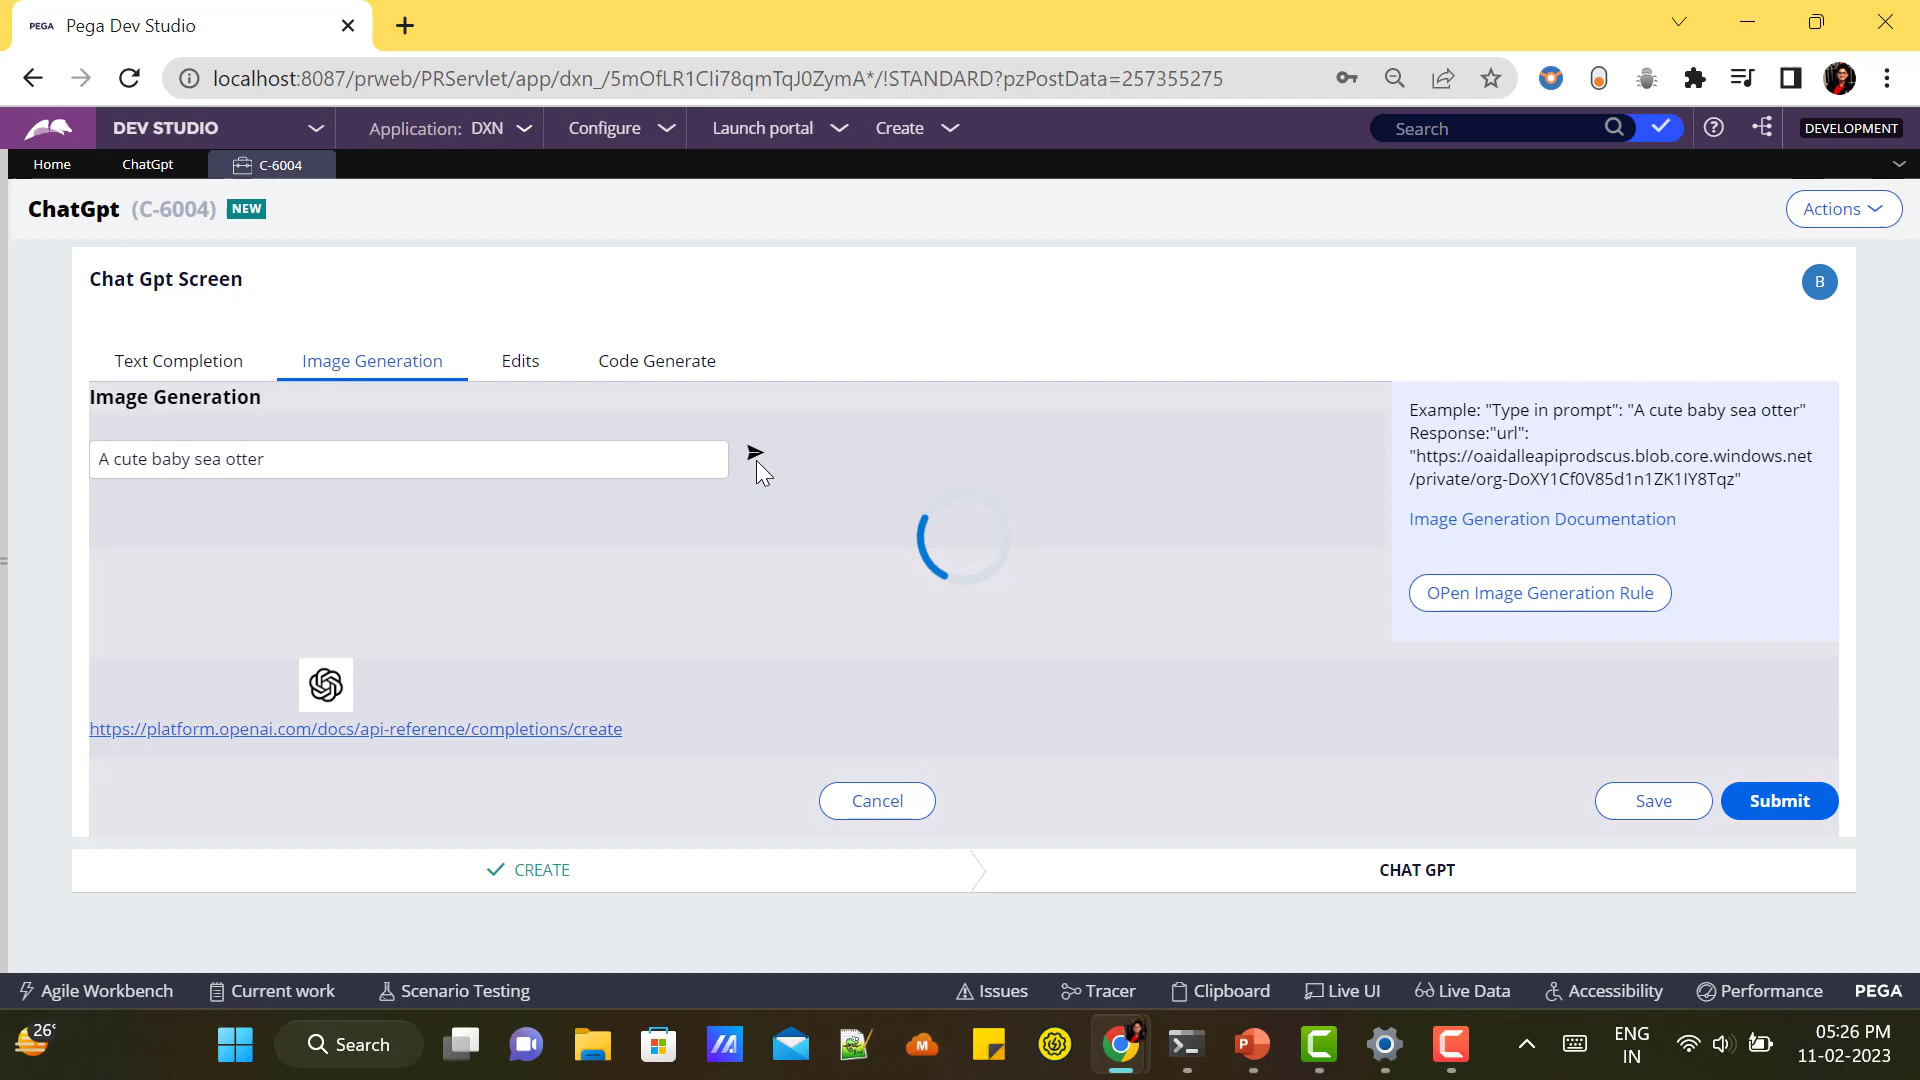 PEGA Pega Dev Studio
localhost:8087/prweb/PRServlet/app/dxn_/5mOfLR1CIi78qmTqJ0ZymA*/!STANDARD?pzPostData=257355275
DEV STUDIO Application: DXN Configure Launch portal Create Search DEVELOPMENT
Home ChatGpt C-6004
ChatGpt (C-6004) NEW Actions
Chat Gpt Screen B
Text Completion Image Generation Edits Code Generate
Image Generation
A cute baby sea otter
Example: "Type in prompt": "A cute baby sea otter"
Response:"url":
"https://oaidalleapiprodscus.blob.core.windows.net
/private/org-DoXY1Cf0V85d1n1ZK1IY8Tqz"
Image Generation Documentation
OPen Image Generation Rule
https://platform.openai.com/docs/api-reference/completions/create
Cancel Save Submit
CREATE CHAT GPT
Agile Workbench Current work Scenario Testing Issues Tracer Clipboard Live UI Live Data Accessibility Performance PEGA
26° Search ENG 05:26 PM
IN 11-02-2023